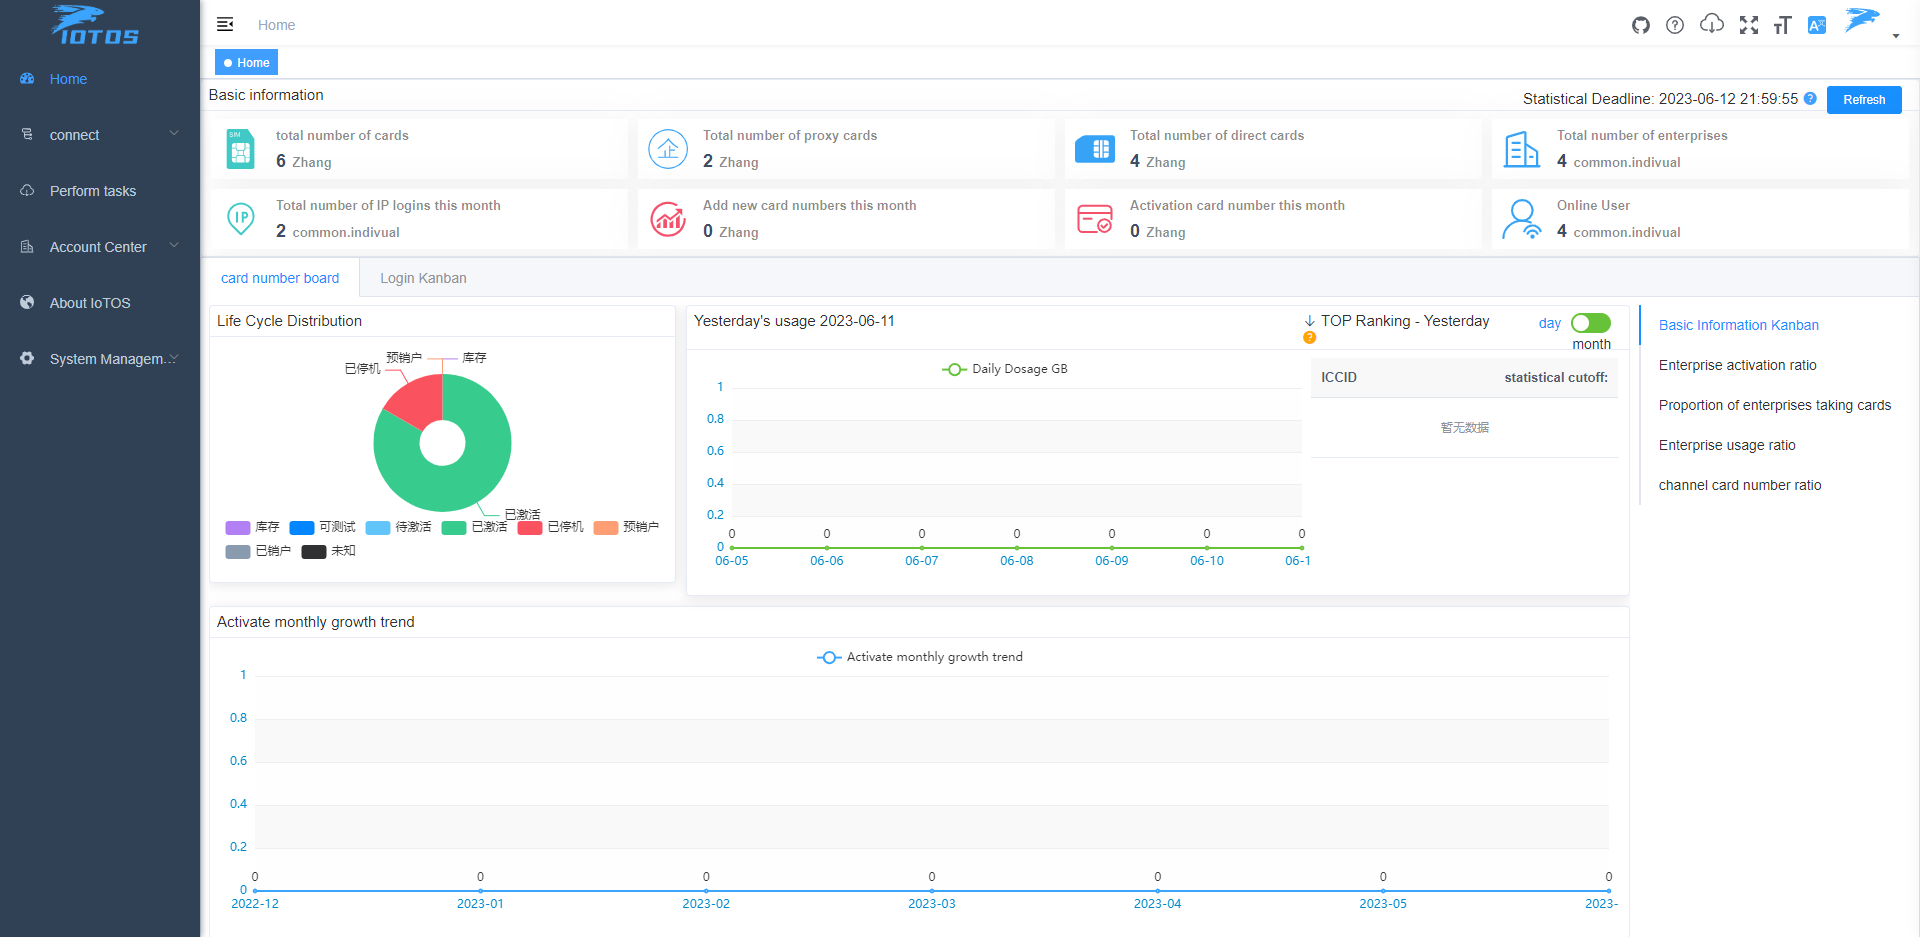 IOTOS
Home
connect
Perform tasks
Account Center
About IoTOS
System Managem...
Home
Home
Basic information
Statistical Deadline: 2023-06-12 21:59:55
Refresh
SIM
total number of cards
6 Zhang
企
Total number of proxy cards
2 Zhang
Total number of direct cards
4 Zhang
Total number of enterprises
4 common.indivual
IP
Total number of IP logins this month
2 common.indivual
Add new card numbers this month
0 Zhang
Activation card number this month
0 Zhang
Online User
4 common.indivual
card number board
Login Kanban
Life Cycle Distribution
预销户
库存
已停机
已激活
库存 可测试 待激活 已激活 已停机 预销户
已销户 未知
Yesterday's usage 2023-06-11
Daily Dosage GB
1
0.8
0.6
0.4
0.2
0
0 0 0 0 0 0 0
06-05 06-06 06-07 06-08 06-09 06-10 06-1
TOP Ranking - Yesterday
day
month
ICCID statistical cutoff:
暂无数据
Basic Information Kanban
Enterprise activation ratio
Proportion of enterprises taking cards
Enterprise usage ratio
channel card number ratio
Activate monthly growth trend
Activate monthly growth trend
1
0.8
0.6
0.4
0.2
0
0 0 0 0 0 0 0
2022-12 2023-01 2023-02 2023-03 2023-04 2023-05 2023-